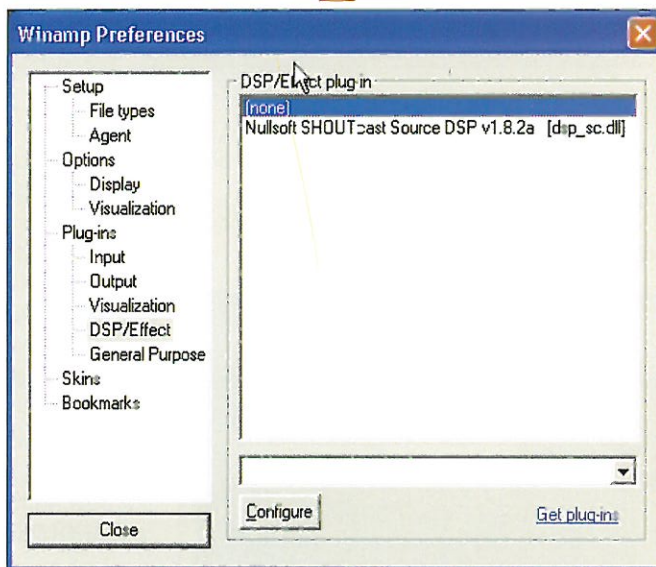 Winamp Preferences
Setup
File types
Agent
Options
Display
Visualization
Plug-ins
Input
Output
Visualization
DSP/Effect
General Purpose
Skins
Bookmarks
Close
DSP/Effect plug-in
(none)
Nullsoft SHOUTcast Source DSP v1.8.2a [dsp_sc.dll]
Configure
Get plug-ins